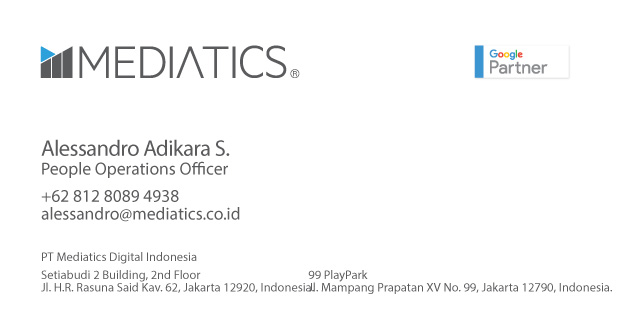 MEDIATICS®
Google
Partner
Alessandro Adikara S.
People Operations Officer
+62 812 8089 4938
alessandro@mediatics.co.id
PT Mediatics Digital Indonesia
Setiabudi 2 Building, 2nd Floor
Jl. H.R. Rasuna Said Kav. 62, Jakarta 12920, Indonesia.
99 PlayPark
Jl. Mampang Prapatan XV No. 99, Jakarta 12790, Indonesia.